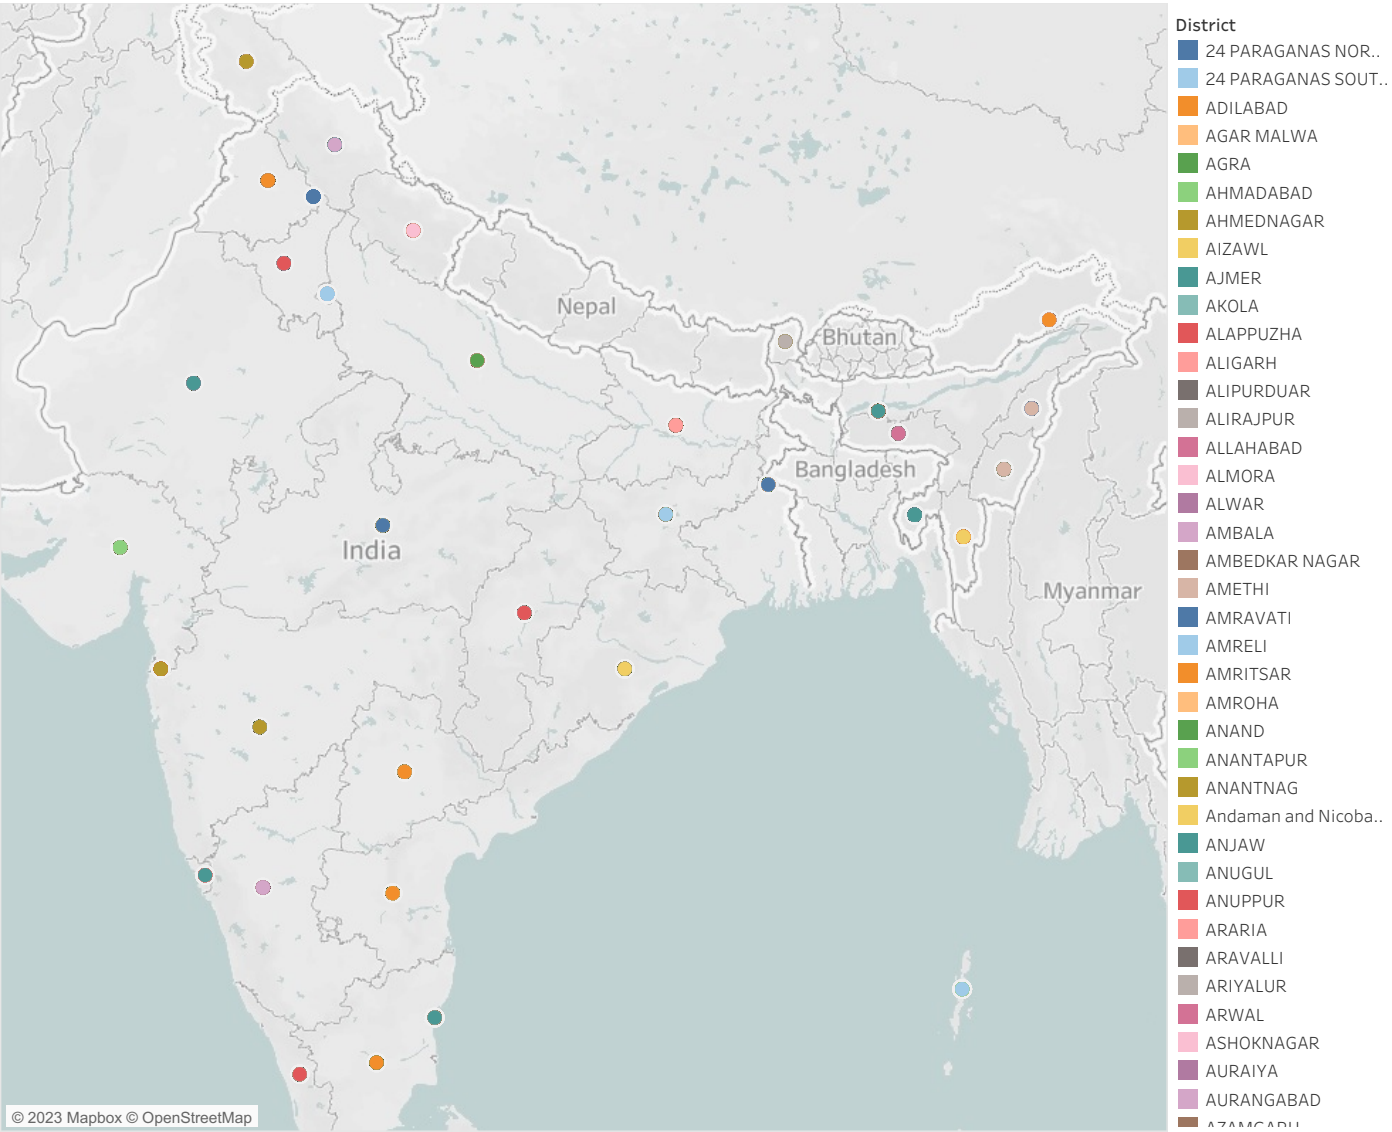 Nepal
Bhutan
Bangladesh
India
Myanmar
© 2023 Mapbox © OpenStreetMap
District
24 PARAGANAS NOR..
24 PARAGANAS SOUT..
ADILABAD
AGAR MALWA
AGRA
AHMADABAD
AHMEDNAGAR
AIZAWL
AJMER
AKOLA
ALAPPUZHA
ALIGARH
ALIPURDUAR
ALIRAJPUR
ALLAHABAD
ALMORA
ALWAR
AMBALA
AMBEDKAR NAGAR
AMETHI
AMRAVATI
AMRELI
AMRITSAR
AMROHA
ANAND
ANANTAPUR
ANANTNAG
Andaman and Nicoba..
ANJAW
ANUGUL
ANUPPUR
ARARIA
ARAVALLI
ARIYALUR
ARWAL
ASHOKNAGAR
AURAIYA
AURANGABAD